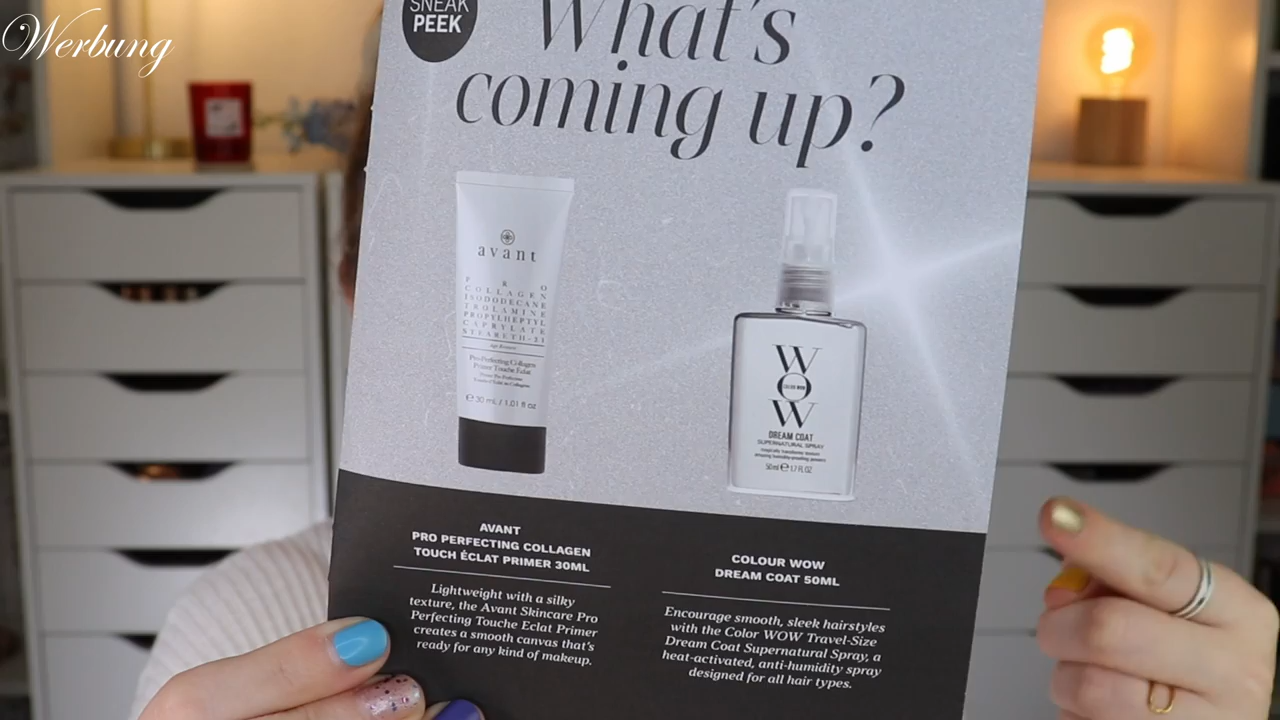 Werbung
SNEAK
PEEK
What's
coming up?
avant
P R O
COLLAGEN
ISODODECANE
TROLAMINE
PROPYLHEPTYL
CAPRYLATE
STEARETH-21
Age Restore
Pro-Perfecting Collagen
Primer Touche Éclat
℮ 30 mL / 1.01 fl oz
WOW
COLOR WOW
DREAM COAT
SUPERNATURAL SPRAY
50ml ℮ 1.7 FL OZ
AVANT
PRO PERFECTING COLLAGEN
TOUCH ÉCLAT PRIMER 30ML
Lightweight with a silky
texture, the Avant Skincare Pro
Perfecting Touche Eclat Primer
creates a smooth canvas that's
ready for any kind of makeup.
COLOUR WOW
DREAM COAT 50ML
Encourage smooth, sleek hairstyles
with the Color WOW Travel-Size
Dream Coat Supernatural Spray, a
heat-activated, anti-humidity spray
designed for all hair types.